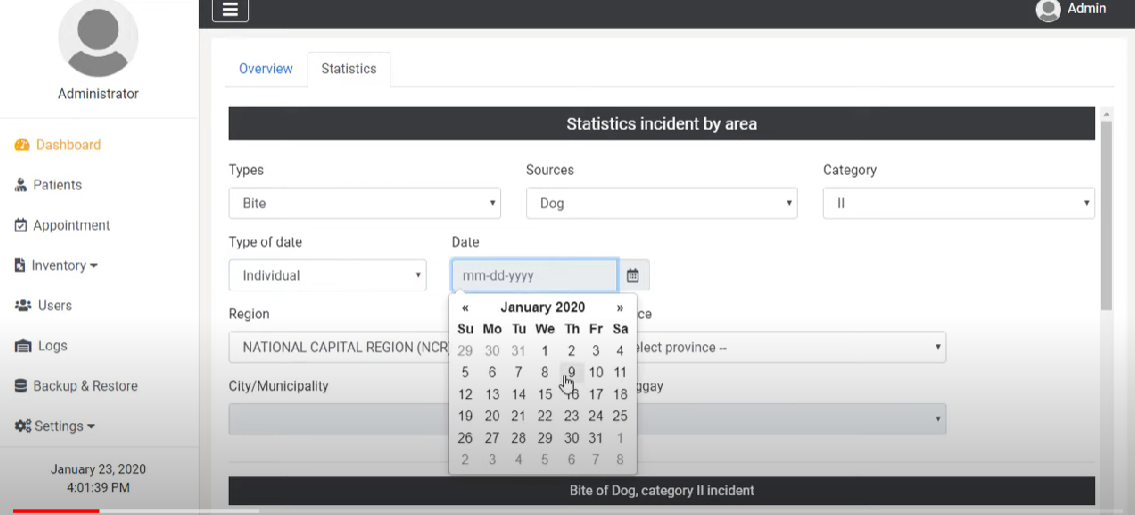 Admin
Administrator
Dashboard
Patients
Appointment
Inventory
Users
Logs
Backup & Restore
Settings
January 23, 2020
4:01:39 PM
Overview
Statistics
Statistics incident by area
Types
Sources
Category
Bite
Dog
II
Type of date
Date
Individual
mm-dd-yyyy
« January 2020 »
Su Mo Tu We Th Fr Sa
29 30 31 1 2 3 4
5 6 7 8 9 10 11
12 13 14 15 16 17 18
19 20 21 22 23 24 25
26 27 28 29 30 31 1
2 3 4 5 6 7 8
Region
ce
NATIONAL CAPITAL REGION (NCR
elect province --
City/Municipality
ggay
Bite of Dog, category II incident